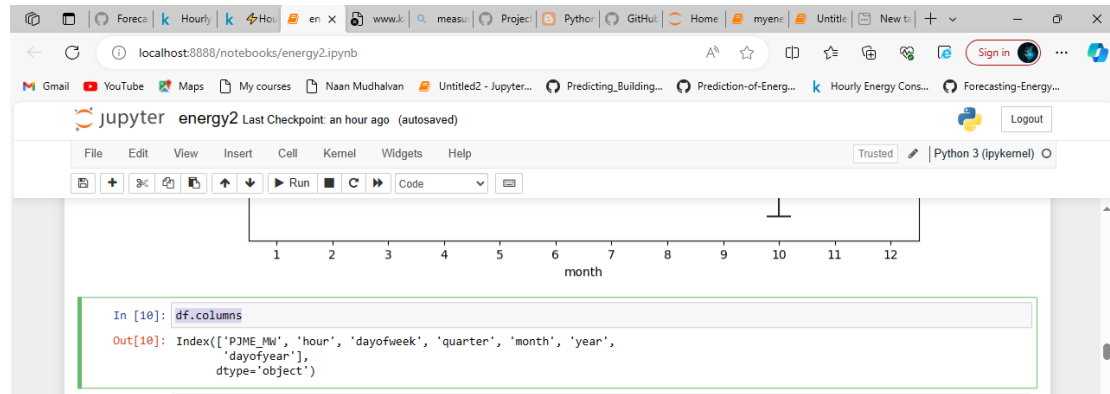 Foreca Hourly Hou en www.k measu Project Pythor GitHub Home myene Untitle New ta
localhost:8888/notebooks/energy2.ipynb Sign in
Gmail YouTube Maps My courses Naan Mudhalvan Untitled2 - Jupyter... Predicting_Building... Prediction-of-Energ... Hourly Energy Cons... Forecasting-Energy...
jupyter energy2 Last Checkpoint: an hour ago (autosaved) Logout
File Edit View Insert Cell Kernel Widgets Help Trusted Python 3 (ipykernel)
Run Code
1 2 3 4 5 6 7 8 9 10 11 12
month
In [10]: df.columns
Out[10]: Index(['PJME_MW', 'hour', 'dayofweek', 'quarter', 'month', 'year',
'dayofyear'],
dtype='object')